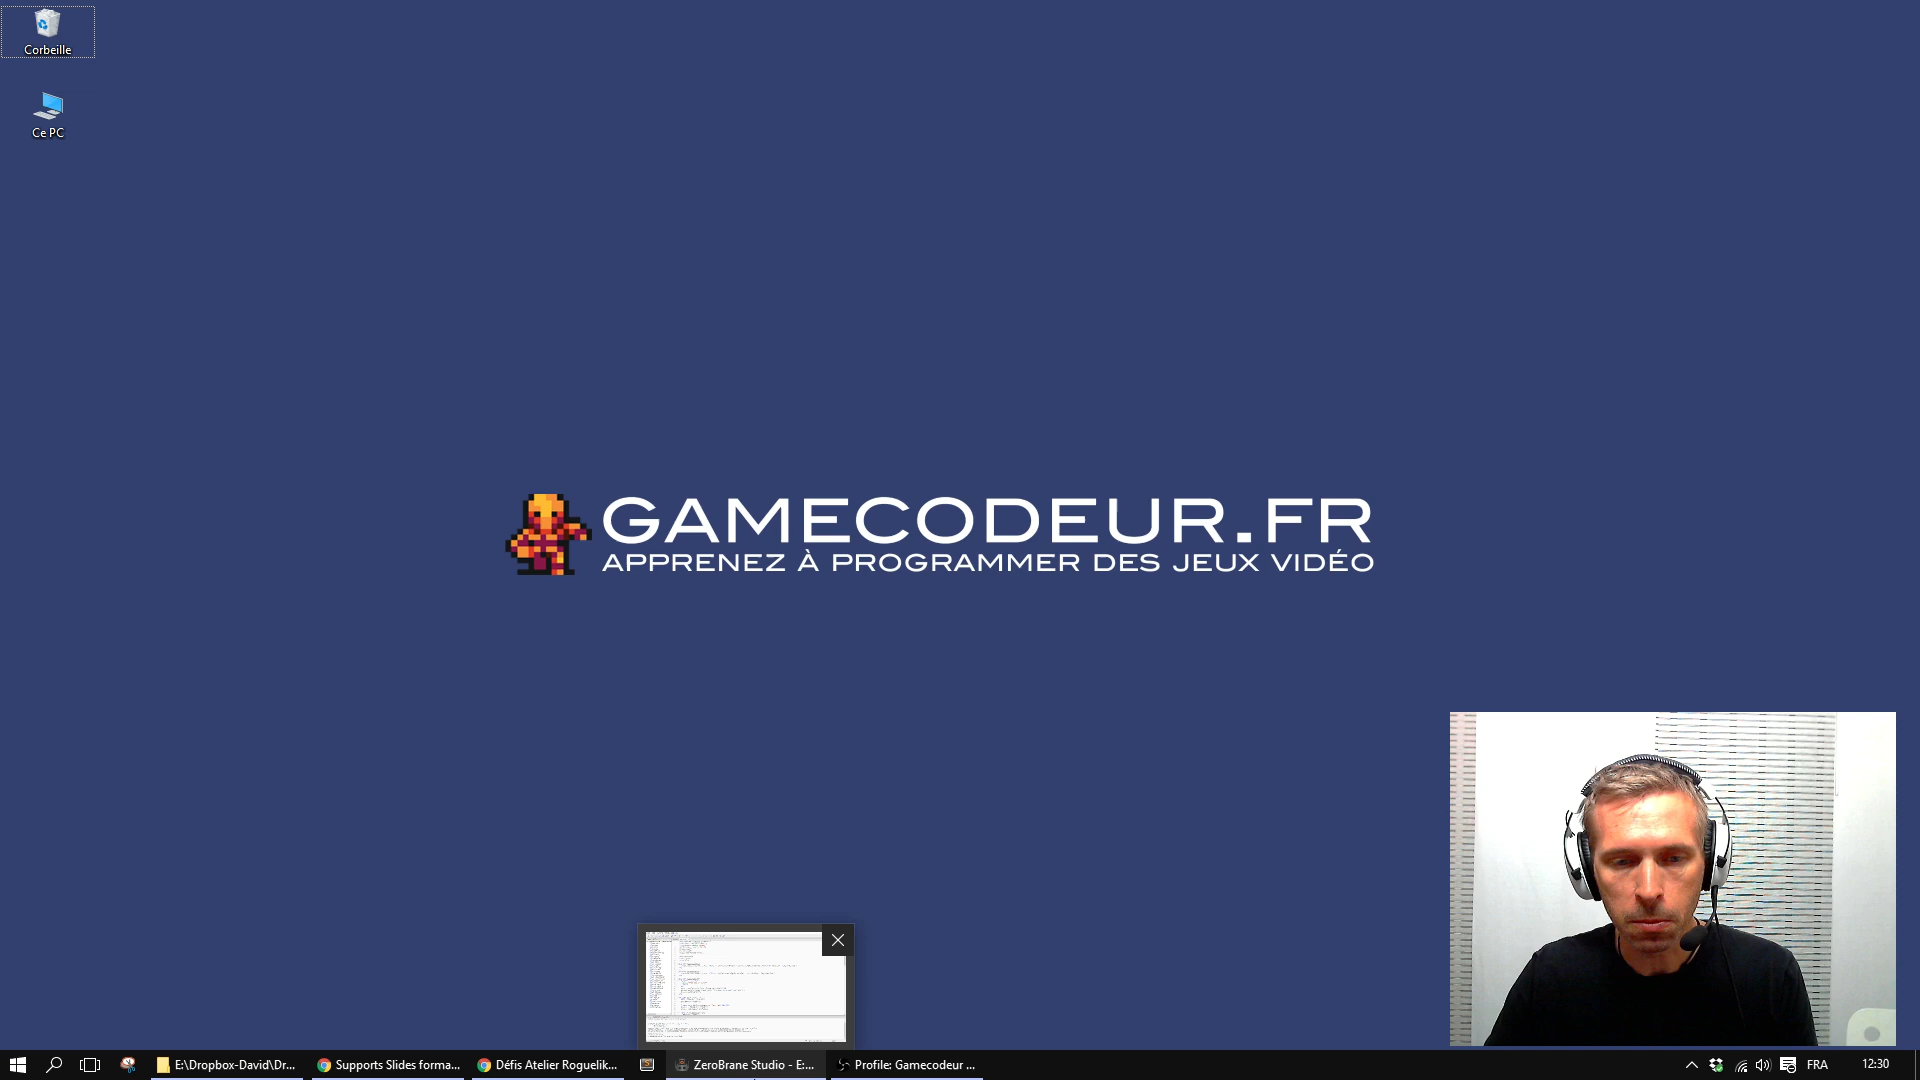 Corbeille
Ce PC
GAMECODEUR.FR
APPRENEZ À PROGRAMMER DES JEUX VIDÉO
E:\Dropbox-David\Dr...
Supports Slides forma...
Défis Atelier Roguelik...
ZeroBrane Studio - E:...
Profile: Gamecodeur ...
FRA
12:30